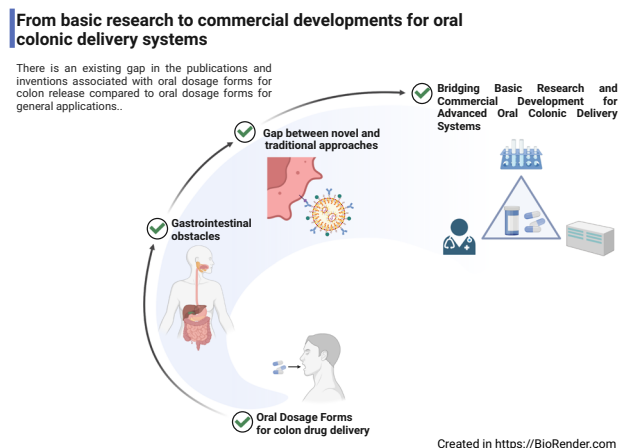 From basic research to commercial developments for oral
colonic delivery systems
There is an existing gap in the publications and
inventions associated with oral dosage forms for
colon release compared to oral dosage forms for
general applications..
Bridging Basic Research and
Commercial Development for
Advanced Oral Colonic Delivery
Systems
Gap between novel and
traditional approaches
Gastrointestinal
obstacles
Oral Dosage Forms
for colon drug delivery
Created in https://BioRender.com